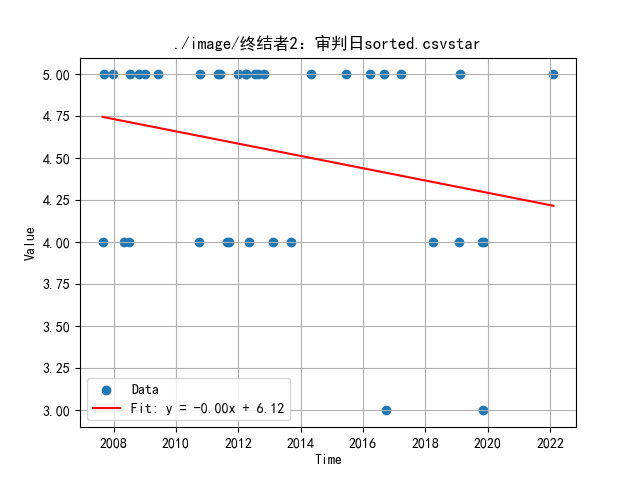 ./image/终结者2：审判日sorted.csvstar
5.00
4.75
4.50
4.25
4.00
3.75
3.50
3.25
3.00
Value
Data
Fit: y = -0.00x + 6.12
2008 2010 2012 2014 2016 2018 2020 2022
Time